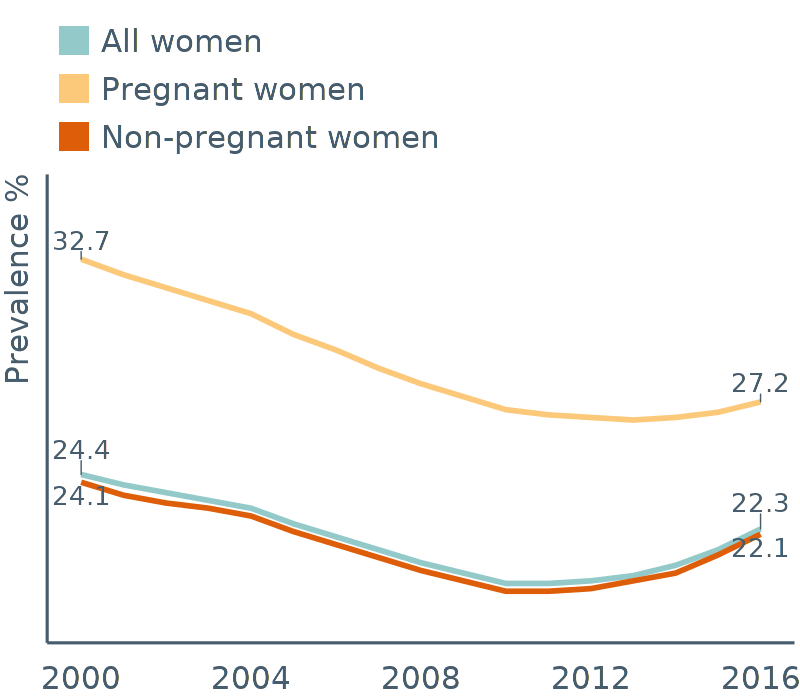 All women
Pregnant women
Non-pregnant women
Prevalence %
32.7
27.2
24.4
24.1
22.3
22.1
2000 2004 2008 2012 2016